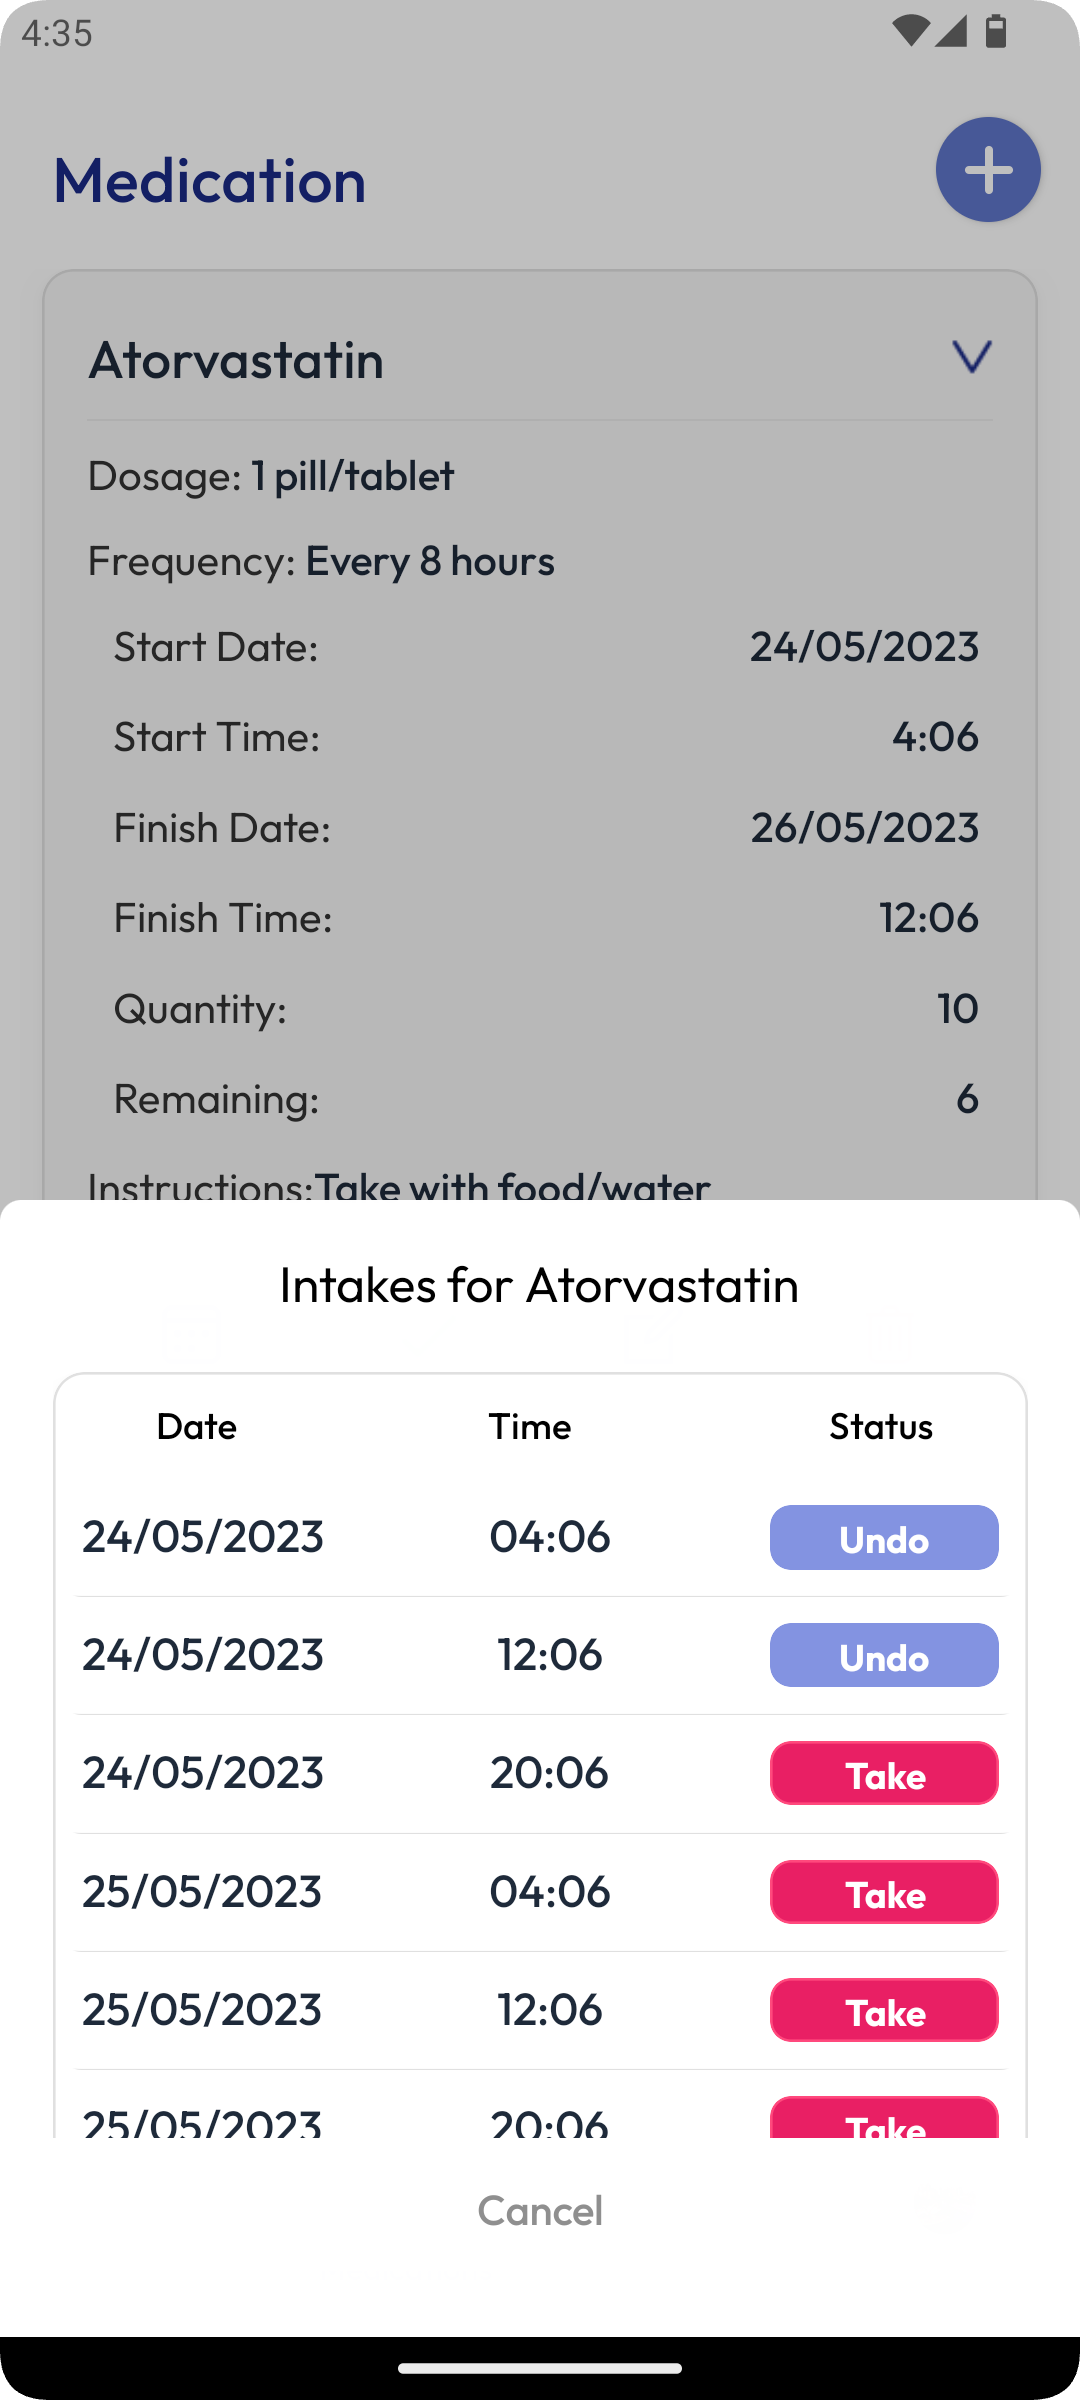 4:35
Medication
Atorvastatin
Dosage: 1 pill/tablet
Frequency: Every 8 hours
Start Date: 24/05/2023
Start Time: 4:06
Finish Date: 26/05/2023
Finish Time: 12:06
Quantity: 10
Remaining: 6
Instructions:Take with food/water
Intakes for Atorvastatin
Date Time Status
24/05/2023 04:06 Undo
24/05/2023 12:06 Undo
24/05/2023 20:06 Take
25/05/2023 04:06 Take
25/05/2023 12:06 Take
25/05/2023 20:06 Take
Cancel